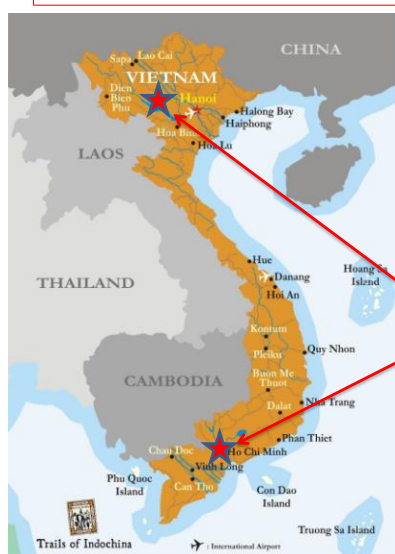 CHINA
Sapa
Lao Cai
VIETNAM
Dien
Bien
Phu
Hanoi
Halong Bay
Haiphong
Hoa Binh
Hoa Lu
LAOS
Hue
THAILAND
Danang
Hoang Sa
Island
Hoi An
Kontum
Pleiku
Quy Nhon
CAMBODIA
Buon Me
Thuot
Dalat
Nha Trang
Phan Thiet
Chau Doc
Ho Chi Minh
Vinh Long
Phu Quoc
Island
Can Tho
Con Dao
Island
Truong Sa Island
Trails of Indochina
: International Airport